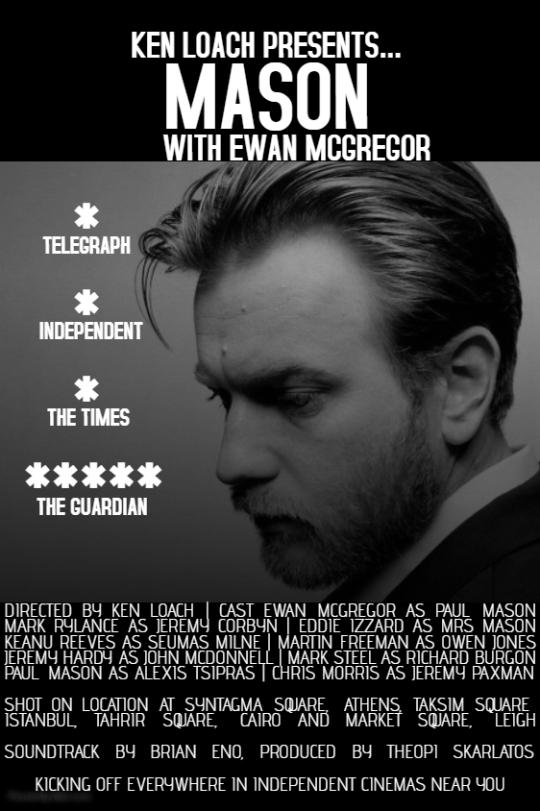 KEN LOACH PRESENTS...
MASON
WITH EWAN MCGREGOR
*
TELEGRAPH
*
INDEPENDENT
*
THE TIMES
*****
THE GUARDIAN
DIRECTED BY KEN LOACH | CAST EWAN MCGREGOR AS PAUL MASON
MARK RYLANCE AS JEREMY CORBYN | EDDIE IZZARD AS MRS MASON
KEANU REEVES AS SEUMAS MILNE | MARTIN FREEMAN AS OWEN JONES
JEREMY HARDY AS JOHN MCDONNELL | MARK STEEL AS RICHARD BURGON
PAUL MASON AS ALEXIS TSIPRAS | CHRIS MORRIS AS JEREMY PAXMAN
SHOT ON LOCATION AT SYNTAGMA SQUARE, ATHENS, TAKSIM SQUARE
ISTANBUL, TAHRIR SQUARE, CAIRO AND MARKET SQUARE, LEIGH
SOUNDTRACK BY BRIAN ENO, PRODUCED BY THEOPI SKARLATOS
KICKING OFF EVERYWHERE IN INDEPENDENT CINEMAS NEAR YOU